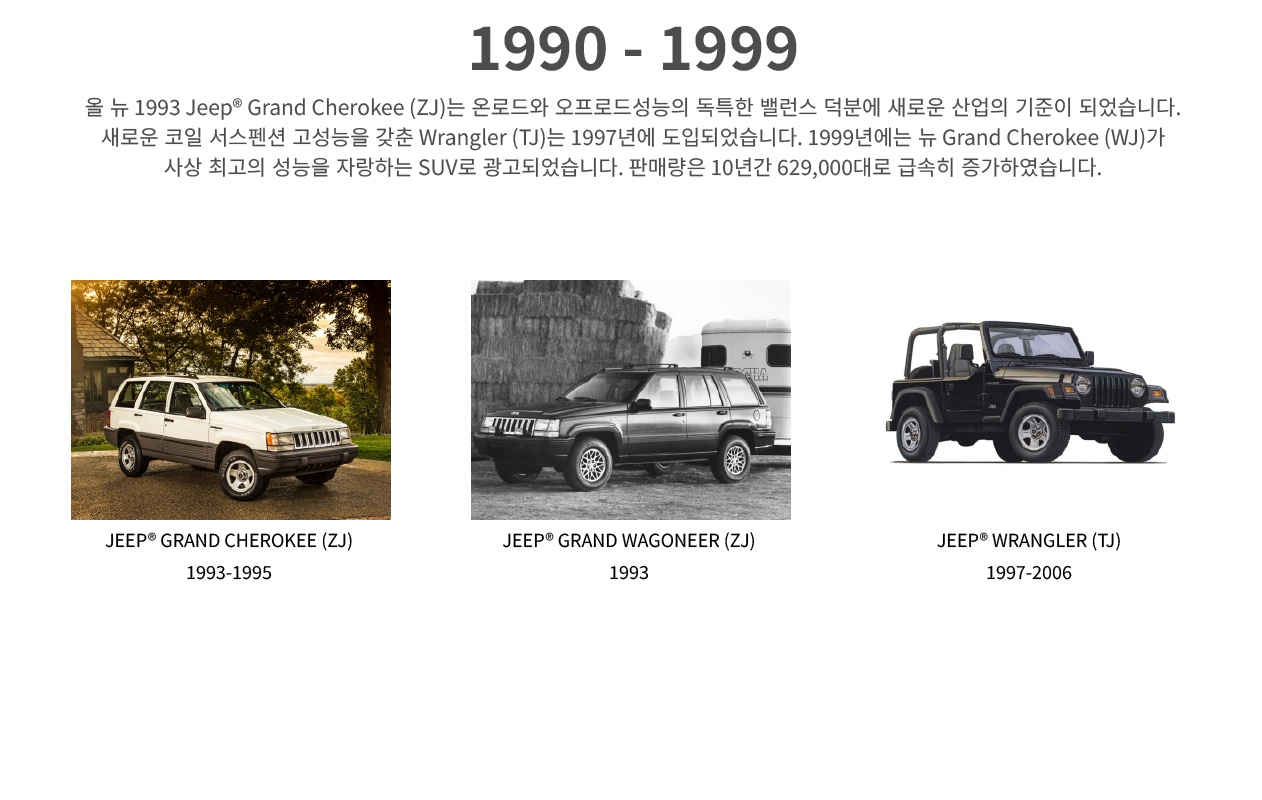 1990 - 1999
올 뉴 1993 Jeep® Grand Cherokee (ZJ)는 온로드와 오프로드성능의 독특한 밸런스 덕분에 새로운 산업의 기준이 되었습니다.
새로운 코일 서스펜션 고성능을 갖춘 Wrangler (TJ)는 1997년에 도입되었습니다. 1999년에는 뉴 Grand Cherokee (WJ)가
사상 최고의 성능을 자랑하는 SUV로 광고되었습니다. 판매량은 10년간 629,000대로 급속히 증가하였습니다.
JEEP® GRAND CHEROKEE (ZJ)
1993-1995
JEEP® GRAND WAGONEER (ZJ)
1993
JEEP® WRANGLER (TJ)
1997-2006